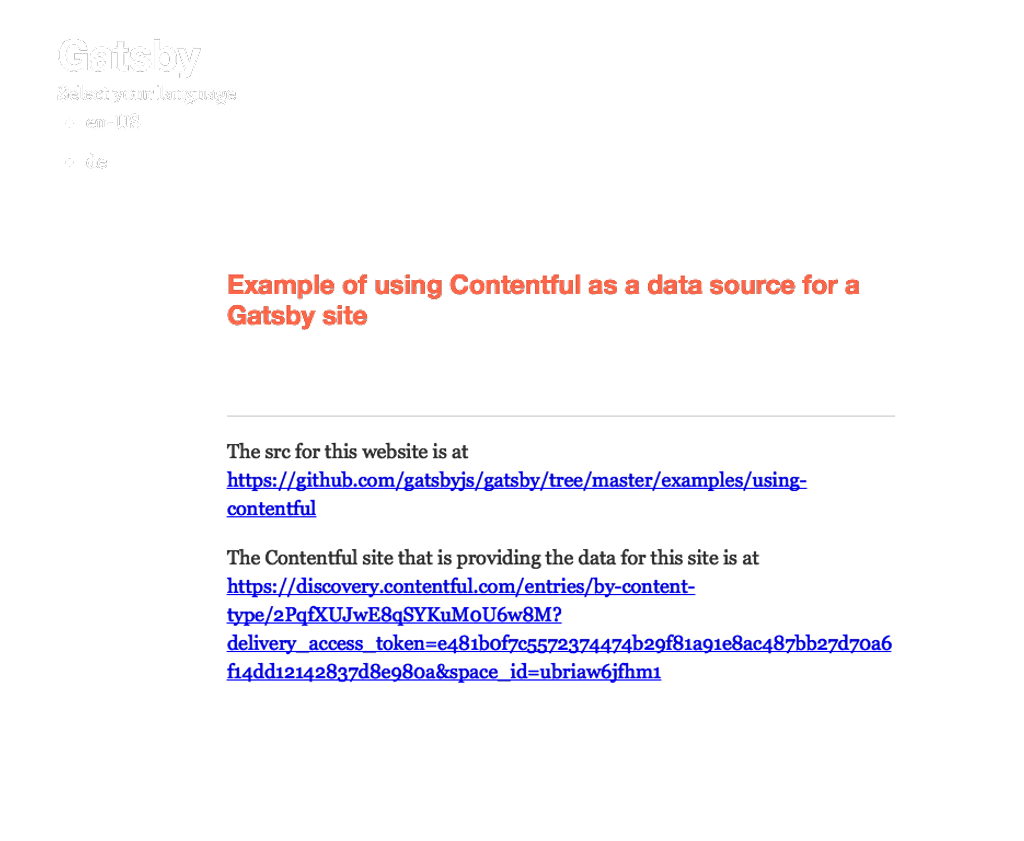 Gatsby
Select your language
en-US
de
Example of using Contentful as a data source for a
Gatsby site
The src for this website is at
https://github.com/gatsbyjs/gatsby/tree/master/examples/using-
contentful
The Contentful site that is providing the data for this site is at
https://discovery.contentful.com/entries/by-content-
type/2PqfXUJwE8qSYKuM0U6w8M?
delivery_access_token=e481b0f7c5572374474b29f81a91e8ac487bb27d70a6
f14dd12142837d8e980a&space_id=ubriaw6jfhm1